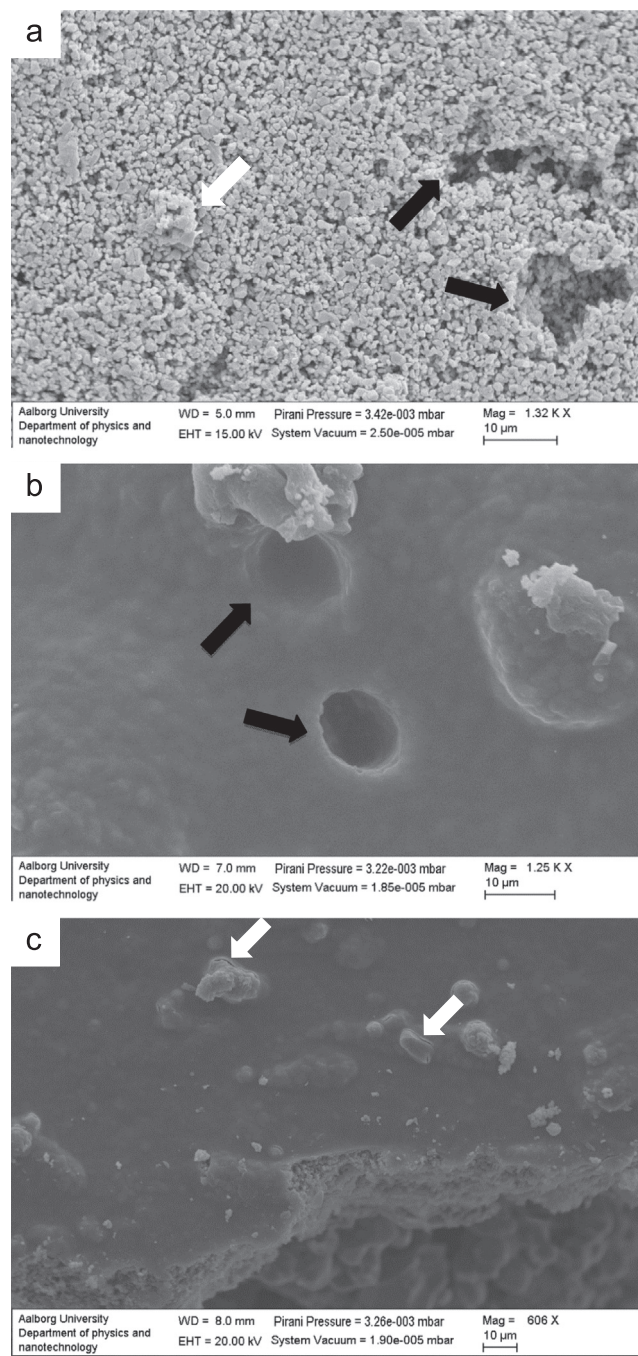 a
Aalborg University WD = 5.0 mm Pirani Pressure = 3.42e-003 mbar Mag = 1.32 K X
Department of physics and 10 µm
nanotechnology EHT = 15.00 kV System Vacuum = 2.50e-005 mbar
b
Aalborg University WD = 7.0 mm Pirani Pressure = 3.22e-003 mbar Mag = 1.25 K X
Department of physics and 10 µm
nanotechnology EHT = 20.00 kV System Vacuum = 1.85e-005 mbar
c
Aalborg University WD = 8.0 mm Pirani Pressure = 3.26e-003 mbar Mag = 606 X
Department of physics and 10 µm
nanotechnology EHT = 20.00 kV System Vacuum = 1.90e-005 mbar